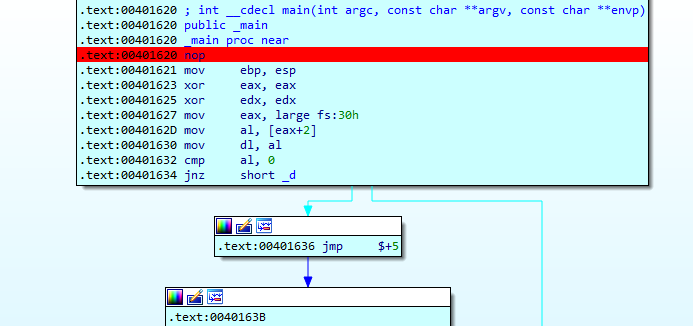 .text:00401620 ; int __cdecl main(int argc, const char **argv, const char **envp)
.text:00401620 public _main
.text:00401620 _main proc near
.text:00401620 nop
.text:00401621 mov     ebp, esp
.text:00401623 xor     eax, eax
.text:00401625 xor     edx, edx
.text:00401627 mov     eax, large fs:30h
.text:0040162D mov     al, [eax+2]
.text:00401630 mov     dl, al
.text:00401632 cmp     al, 0
.text:00401634 jnz     short _d
.text:00401636 jmp     $+5
.text:0040163B